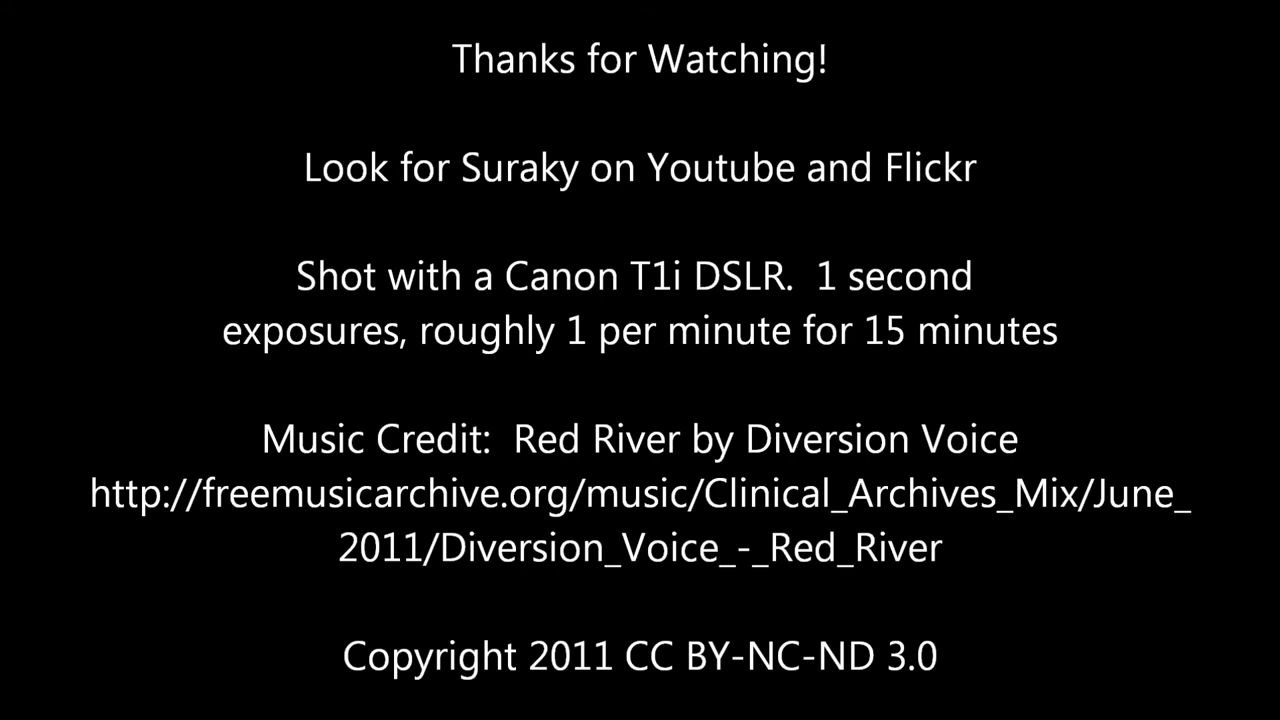 Thanks for Watching!
Look for Suraky on Youtube and Flickr
Shot with a Canon T1i DSLR.  1 second
exposures, roughly 1 per minute for 15 minutes
Music Credit:  Red River by Diversion Voice
http://freemusicarchive.org/music/Clinical_Archives_Mix/June_
2011/Diversion_Voice_-_Red_River
Copyright 2011 CC BY-NC-ND 3.0